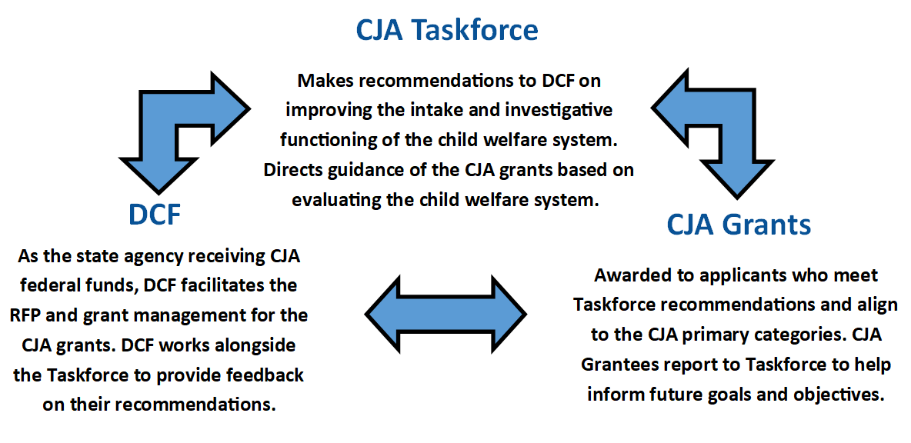 CJA Taskforce
Makes recommendations to DCF on
improving the intake and investigative
functioning of the child welfare system.
Directs guidance of the CJA grants based on
evaluating the child welfare system.
DCF
As the state agency receiving CJA
federal funds, DCF facilitates the
RFP and grant management for the
CJA grants. DCF works alongside
the Taskforce to provide feedback
on their recommendations.
CJA Grants
Awarded to applicants who meet
Taskforce recommendations and align
to the CJA primary categories. CJA
Grantees report to Taskforce to help
inform future goals and objectives.